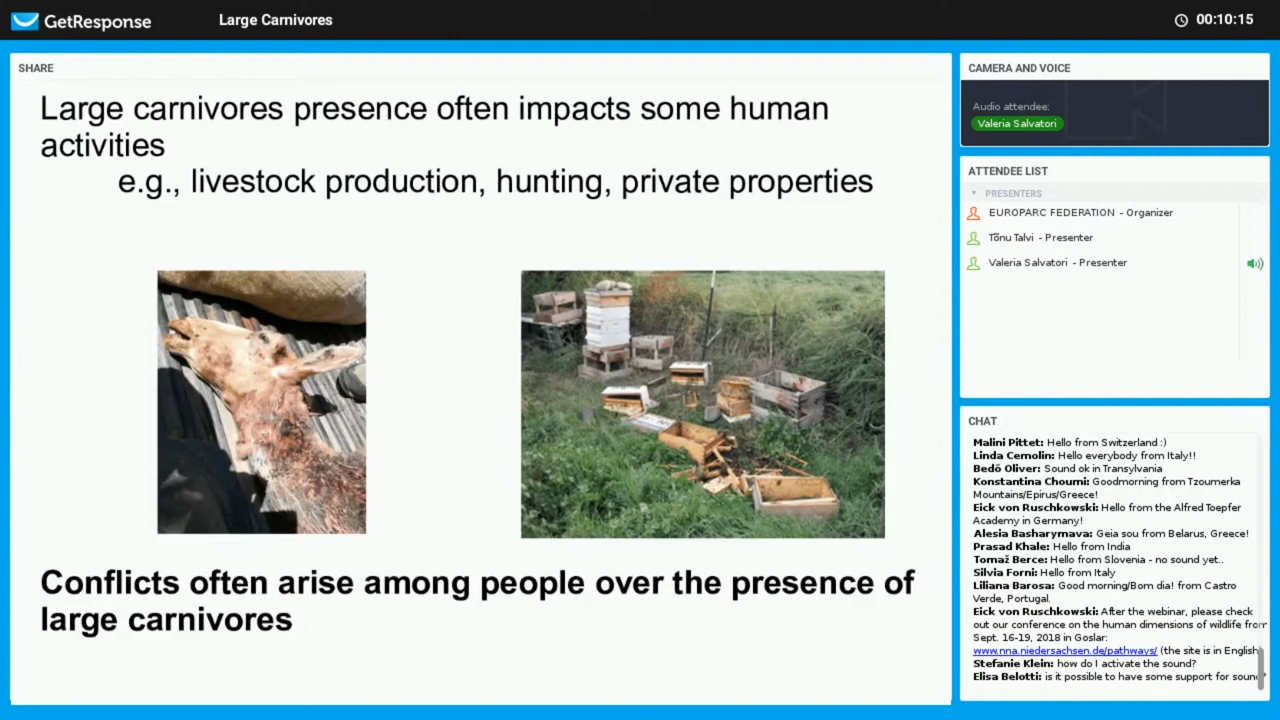 GetResponse
Large Carnivores
00:10:15
SHARE
Large carnivores presence often impacts some human
activities
e.g., livestock production, hunting, private properties
Conflicts often arise among people over the presence of
large carnivores
CAMERA AND VOICE
Audio attendee:
Valeria Salvatori
ATTENDEE LIST
PRESENTERS
EUROPARC FEDERATION - Organizer
Tõnu Talvi - Presenter
Valeria Salvatori - Presenter
CHAT
Malini Pittet: Hello from Switzerland :)
Linda Cemolin: Hello everybody from Italy!!
Bedő Oliver: Sound ok in Transylvania
Konstantina Choumi: Goodmorning from Tzoumerka
Mountains/Epirus/Greece!
Eick von Ruschkowski: Hello from the Alfred Toepfer
Academy in Germany!
Alesia Basharymava: Geia sou from Belarus, Greece!
Prasad Khale: Hello from India
Tomaž Berce: Hello from Slovenia - no sound yet..
Silvia Forni: Hello from Italy
Liliana Barosa: Good morning/Bom dia! from Castro
Verde, Portugal.
Eick von Ruschkowski: After the webinar, please check
out our conference on the human dimensions of wildlife from
Sept. 16-19, 2018 in Goslar:
www.nna.niedersachsen.de/pathways/ (the site is in English
Stefanie Klein: how do I activate the sound?
Elisa Belotti: is it possible to have some support for sound?